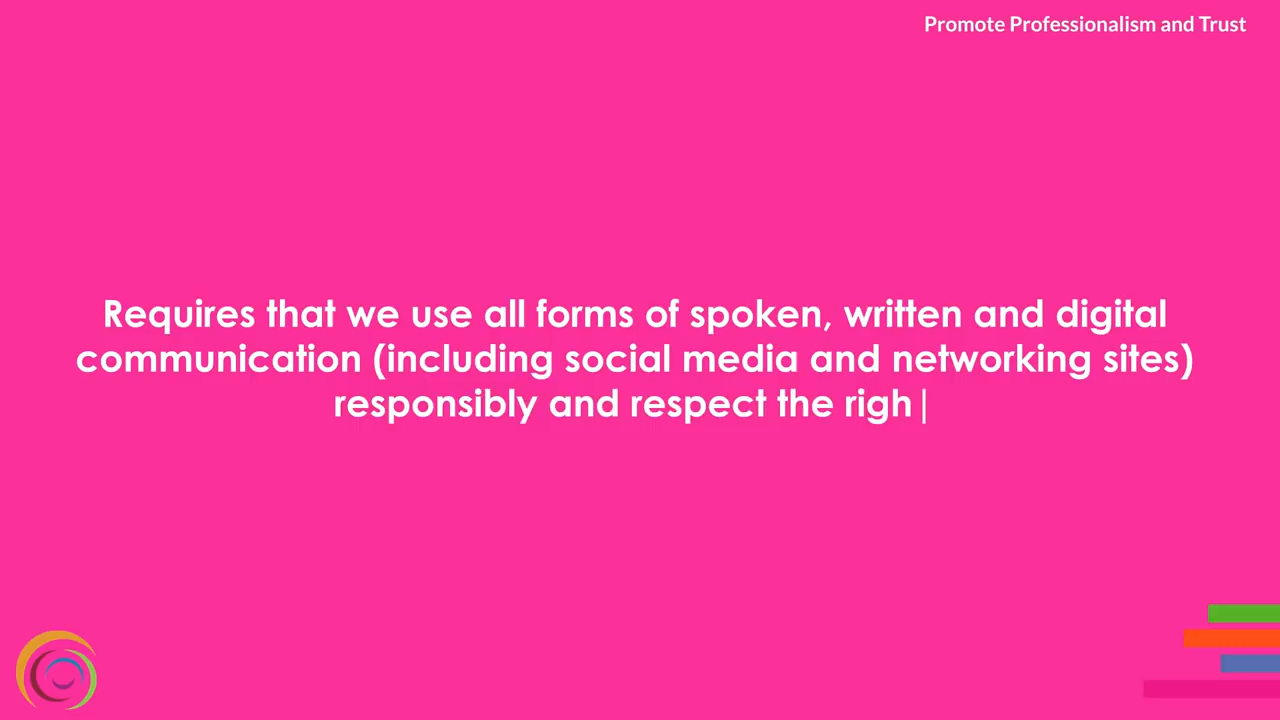 Promote Professionalism and Trust
Requires that we use all forms of spoken, written and digital
communication (including social media and networking sites)
responsibly and respect the righ